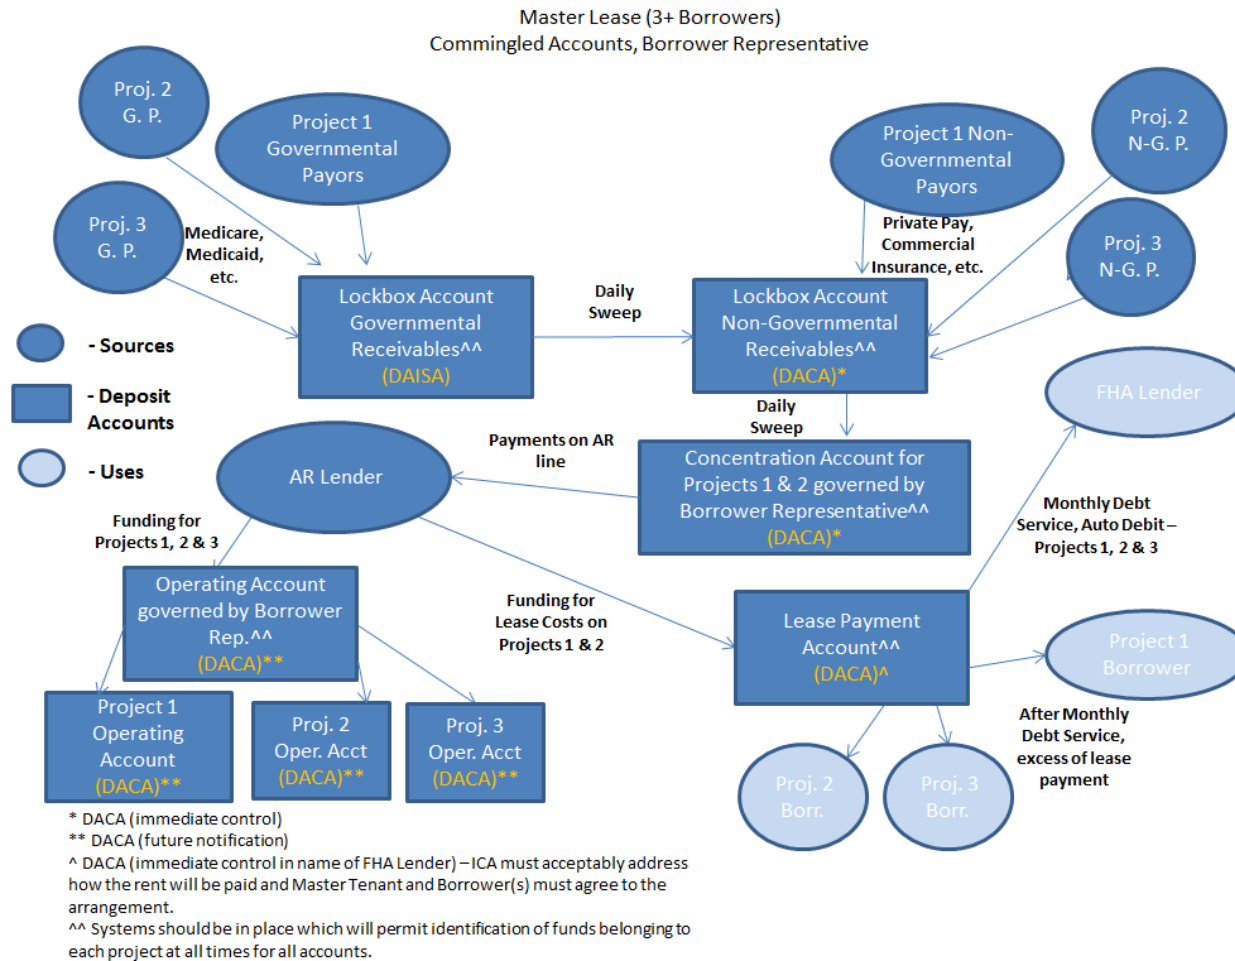 Master Lease (3+ Borrowers)
Commingled Accounts, Borrower Representative
Proj. 2
G. P.
Project 1
Governmental
Payors
Project 1 Non-
Governmental
Payors
Proj. 2
N-G. P.
Proj. 3
G. P.
Medicare,
Medicaid,
etc.
Private Pay,
Commercial
Insurance, etc.
Proj. 3
N-G. P.
Lockbox Account
Governmental
Receivables^^
(DAISA)
Daily
Sweep
Lockbox Account
Non-Governmental
Receivables^^
(DACA)*
- Sources
- Deposit
Accounts
- Uses
Daily
Sweep
FHA Lender
Payments on AR
line
AR Lender
Concentration Account for
Projects 1 & 2 governed by
Borrower Representative^^
(DACA)*
Monthly Debt
Service, Auto Debit –
Projects 1, 2 & 3
Funding for
Projects 1, 2 & 3
Operating Account
governed by Borrower
Rep.^^
(DACA)**
Funding for
Lease Costs on
Projects 1 & 2
Lease Payment
Account^^
(DACA)^
Project 1
Borrower
Project 1
Operating
Account
(DACA)**
Proj. 2
Oper. Acct
(DACA)**
Proj. 3
Oper. Acct
(DACA)**
After Monthly
Debt Service,
excess of lease
payment
Proj. 2
Borr.
Proj. 3
Borr.
* DACA (immediate control)
** DACA (future notification)
^ DACA (immediate control in name of FHA Lender) – ICA must acceptably address
how the rent will be paid and Master Tenant and Borrower(s) must agree to the
arrangement.
^^ Systems should be in place which will permit identification of funds belonging to
each project at all times for all accounts.